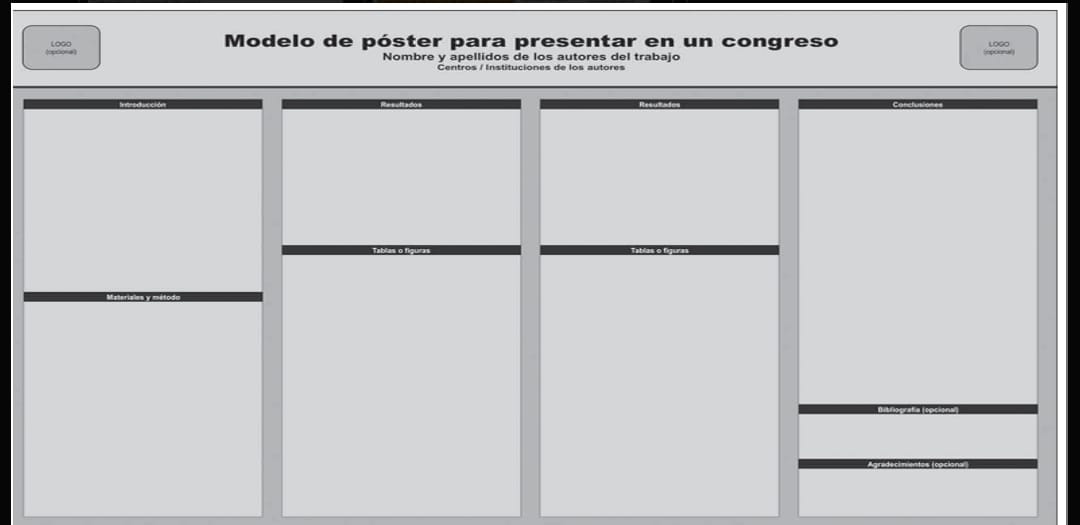 LOGO
(opcional)
Modelo de póster para presentar en un congreso
Nombre y apellidos de los autores del trabajo
Centros / Instituciones de los autores
LOGO
(opcional)
Introducción
Materiales y método
Resultados
Tablas o figuras
Resultados
Tablas o figuras
Conclusiones
Bibliografía (opcional)
Agradecimientos (opcional)